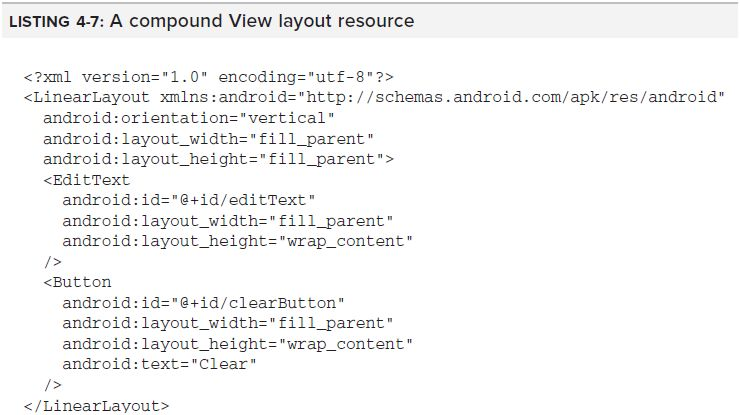 LISTING 4-7: A compound View layout resource
<?xml version="1.0" encoding="utf-8"?>
<LinearLayout xmlns:android="http://schemas.android.com/apk/res/android"
  android:orientation="vertical"
  android:layout_width="fill_parent"
  android:layout_height="fill_parent">
  <EditText
    android:id="@+id/editText"
    android:layout_width="fill_parent"
    android:layout_height="wrap_content"
  />
  <Button
    android:id="@+id/clearButton"
    android:layout_width="fill_parent"
    android:layout_height="wrap_content"
    android:text="Clear"
  />
</LinearLayout>